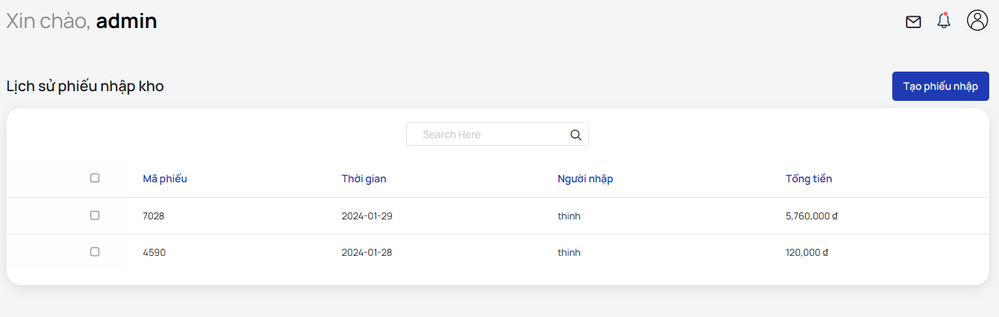 Xin chào, admin
Lịch sử phiếu nhập kho
Tạo phiếu nhập
Search Here
Mã phiếu Thời gian Người nhập Tổng tiền
7028 2024-01-29 thinh 5,760,000 ₫
4590 2024-01-28 thinh 120,000 ₫